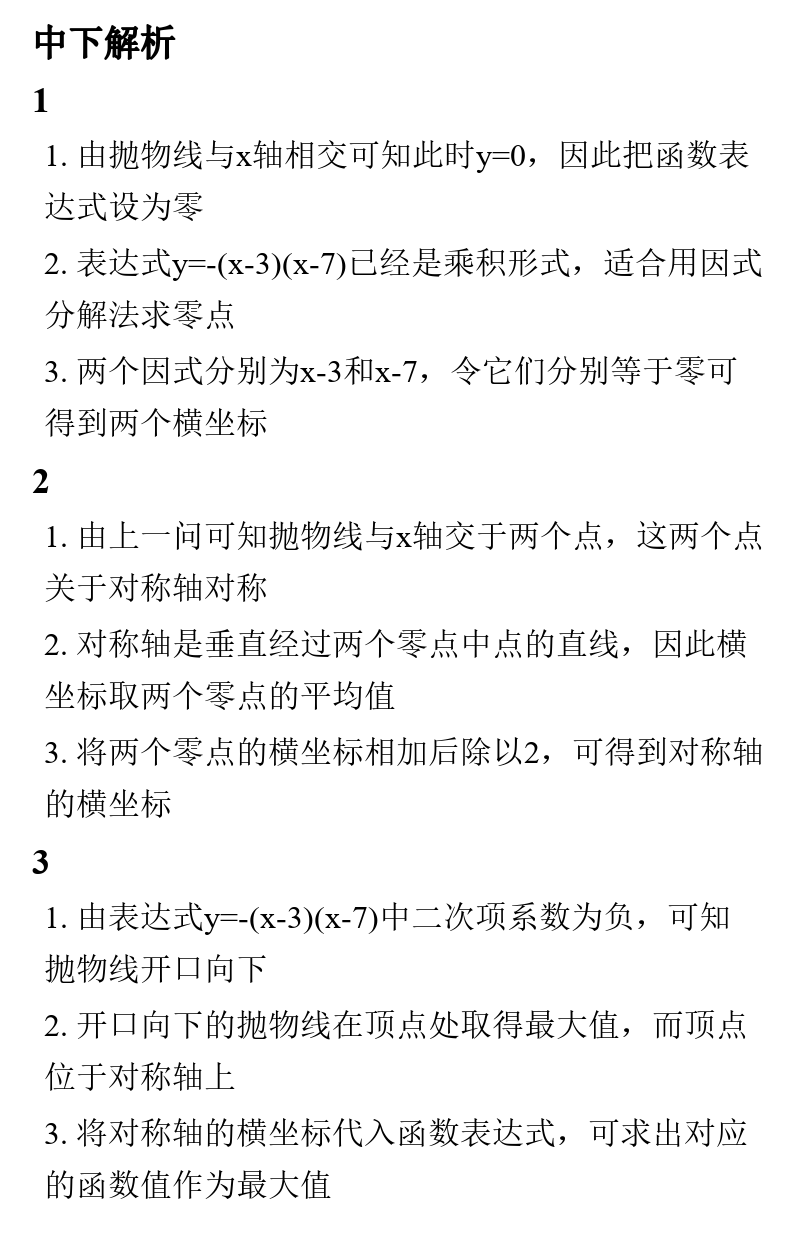 中下解析
1
1. 由抛物线与x轴相交可知此时y=0，因此把函数表
达式设为零
2. 表达式y=-(x-3)(x-7)已经是乘积形式，适合用因式
分解法求零点
3. 两个因式分别为x-3和x-7，令它们分别等于零可
得到两个横坐标
2
1. 由上一问可知抛物线与x轴交于两个点，这两个点
关于对称轴对称
2. 对称轴是垂直经过两个零点中点的直线，因此横
坐标取两个零点的平均值
3. 将两个零点的横坐标相加后除以2，可得到对称轴
的横坐标
3
1. 由表达式y=-(x-3)(x-7)中二次项系数为负，可知
抛物线开口向下
2. 开口向下的抛物线在顶点处取得最大值，而顶点
位于对称轴上
3. 将对称轴的横坐标代入函数表达式，可求出对应
的函数值作为最大值